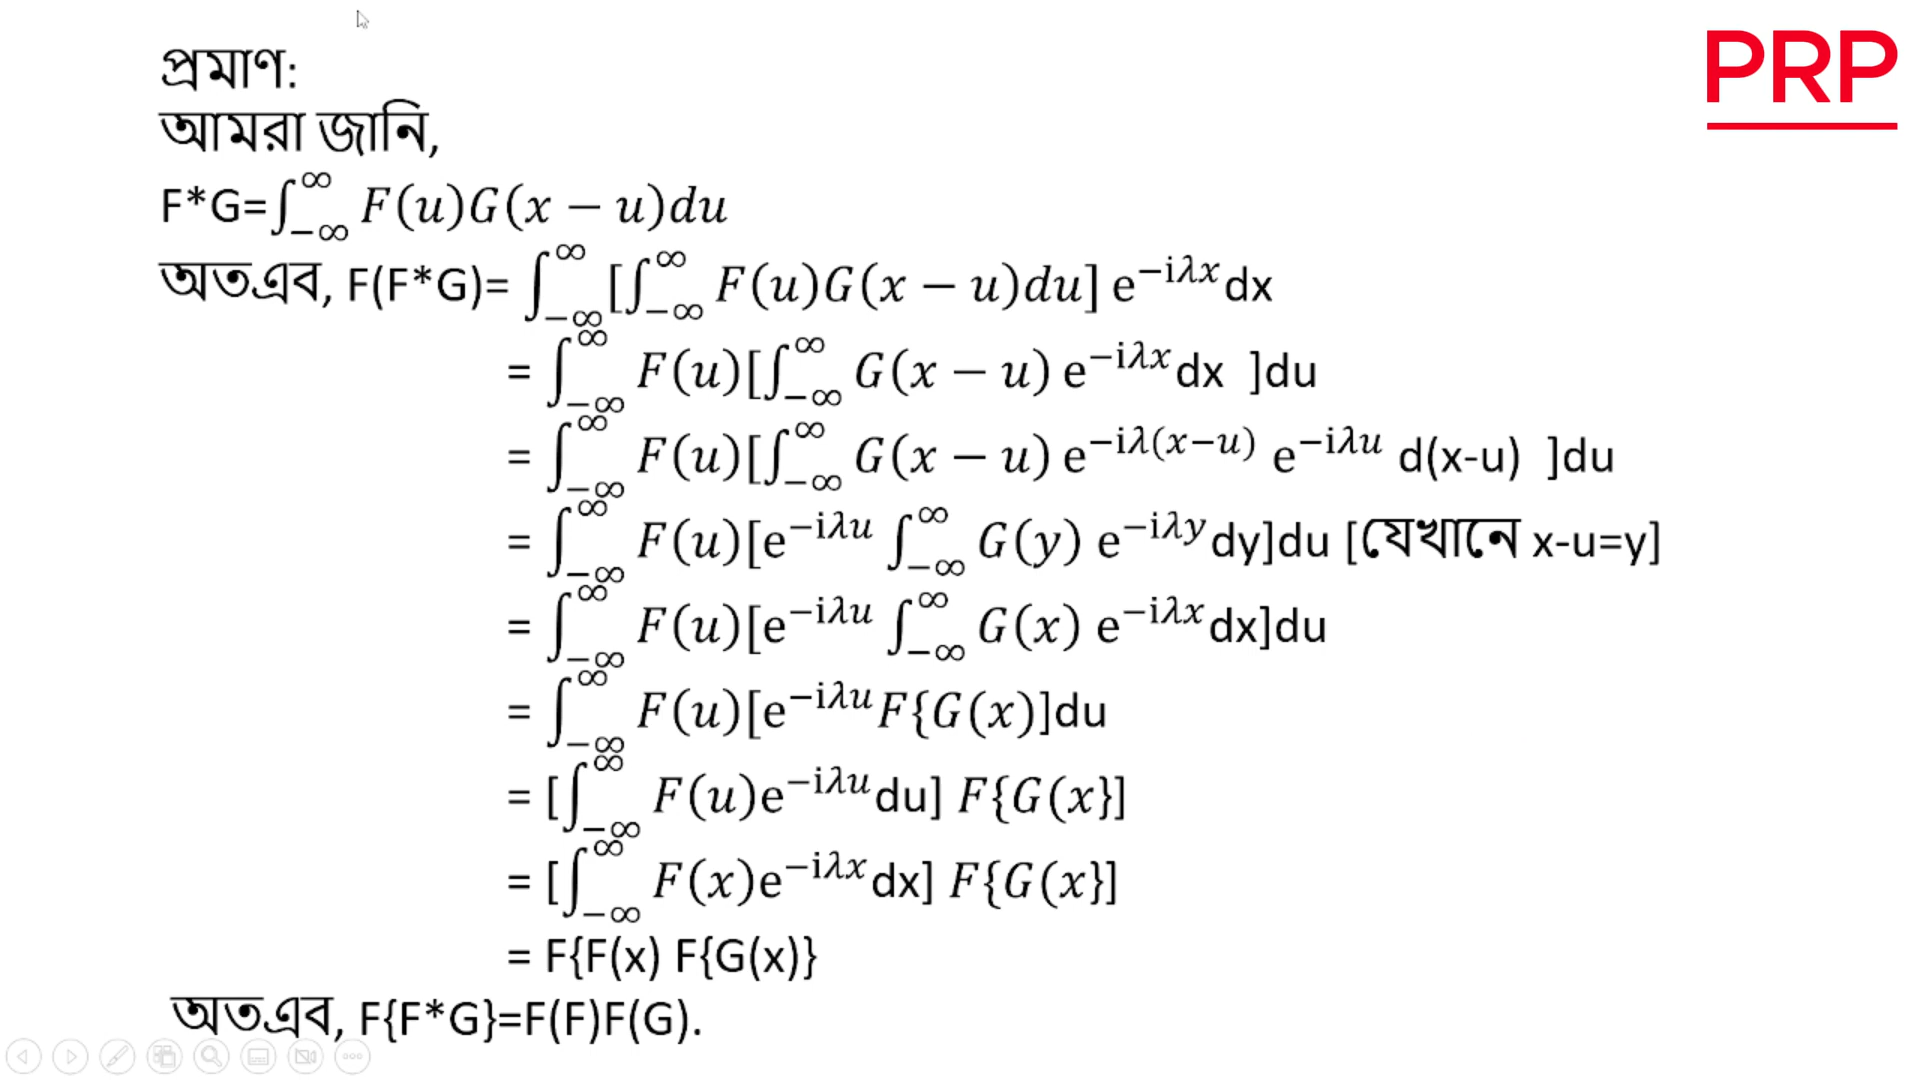 PRP
প্রমাণ:
আমরা জানি,
F*G=∫_{−∞}^{∞} F(u)G(x − u)du
অতএব, F(F*G)= ∫_{−∞}^{∞} [∫_{−∞}^{∞} F(u)G(x − u)du] e^{−iλx}dx
= ∫_{−∞}^{∞} F(u)[∫_{−∞}^{∞} G(x − u) e^{−iλx}dx ]du
= ∫_{−∞}^{∞} F(u)[∫_{−∞}^{∞} G(x − u) e^{−iλ(x−u)} e^{−iλu} d(x-u) ]du
= ∫_{−∞}^{∞} F(u)[e^{−iλu} ∫_{−∞}^{∞} G(y) e^{−iλy}dy]du [যেখানে x-u=y]
= ∫_{−∞}^{∞} F(u)[e^{−iλu} ∫_{−∞}^{∞} G(x) e^{−iλx}dx]du
= ∫_{−∞}^{∞} F(u)[e^{−iλu}F{G(x)]du
= [∫_{−∞}^{∞} F(u)e^{−iλu}du] F{G(x}]
= [∫_{−∞}^{∞} F(x)e^{−iλx}dx] F{G(x}]
= F{F(x) F{G(x)}
অতএব, F{F*G}=F(F)F(G).